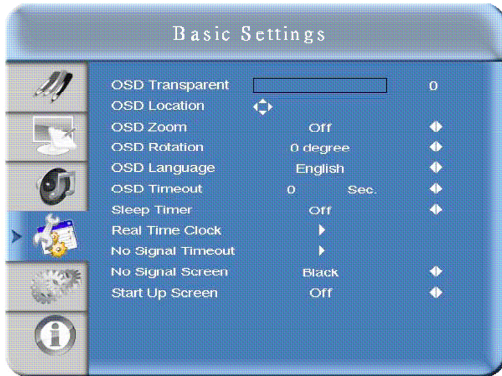 Basic Settings
OSD Transparent 0
OSD Location
OSD Zoom Off
OSD Rotation 0 degree
OSD Language English
OSD Timeout 0 Sec.
Sleep Timer Off
Real Time Clock
No Signal Timeout
No Signal Screen Black
Start Up Screen Off